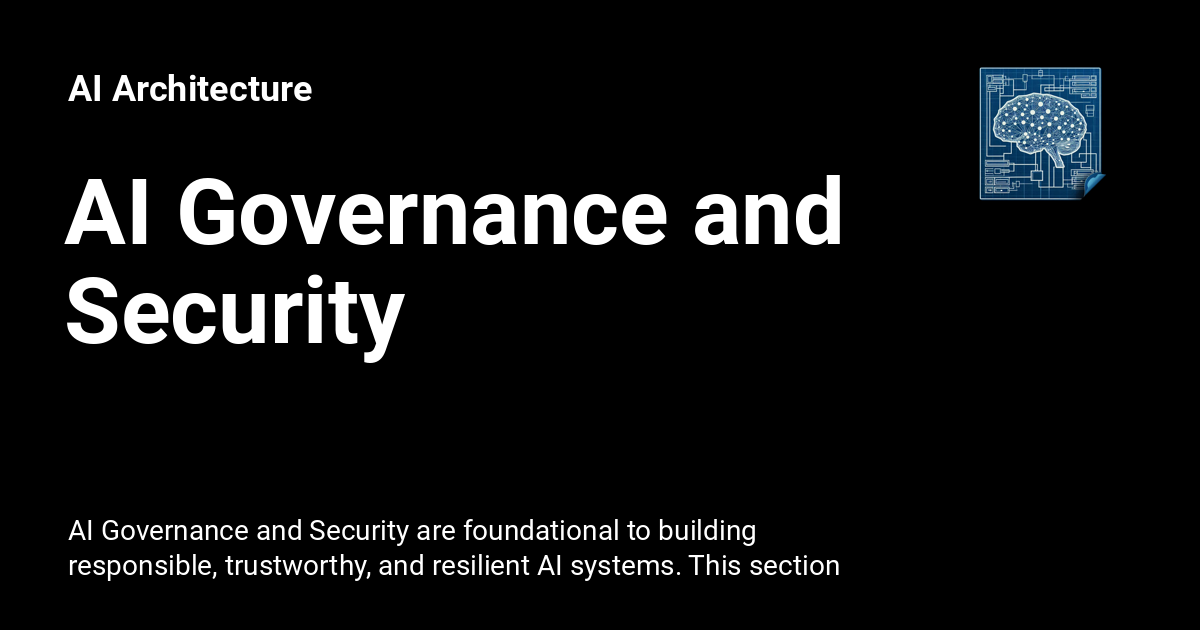 AI Architecture
AI Governance and
Security
AI Governance and Security are foundational to building
responsible, trustworthy, and resilient AI systems. This section